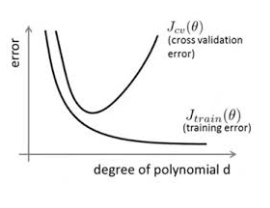 J_cv(θ)
(cross validation
error)
error
J_train(θ)
(training error)
degree of polynomial d